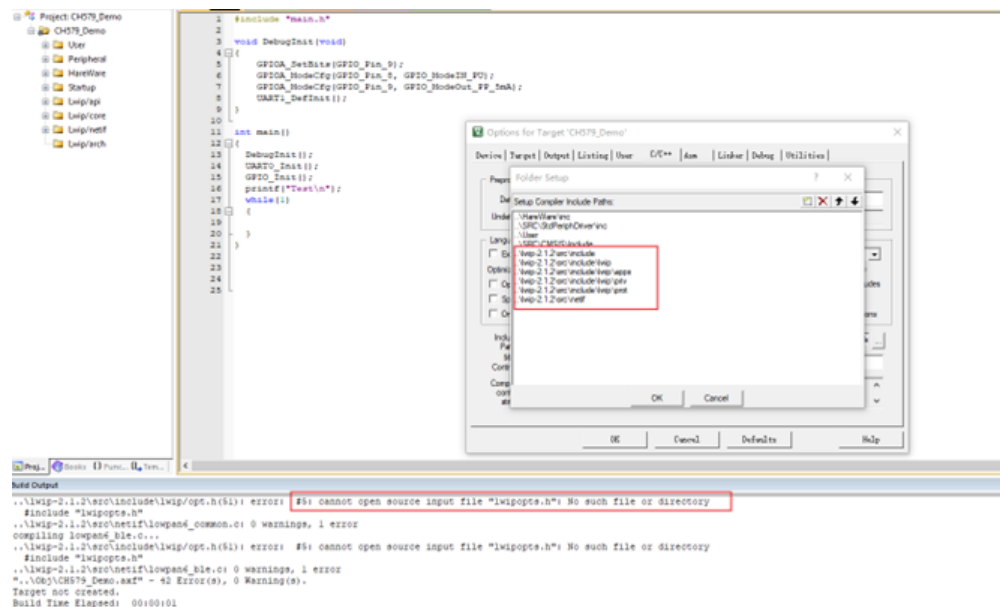 Project: CH579_Demo
CH579_Demo
User
Peripheral
HareWare
Startup
Lwip/api
Lwip/core
Lwip/netif
Lwip/arch
Proj... Books {} Func... Tem...
1 #include "main.h"
2
3 void DebugInit(void)
4 {
5 GPIOA_SetBits(GPIO_Pin_9);
6 GPIOA_ModeCfg(GPIO_Pin_8, GPIO_ModeIN_PU);
7 GPIOA_ModeCfg(GPIO_Pin_9, GPIO_ModeOut_PP_5mA);
8 UART1_DefInit();
9 }
10
11 int main()
12 {
13 DebugInit();
14 UART0_Init();
15 GPIO_Init();
16 printf("Test\n");
17 while(1)
18 {
19
20 }
21 }
22
23
24
25
Options for Target 'CH579_Demo'
Device | Target | Output | Listing | User C/C++ Asm | Linker | Debug | Utilities |
Folder Setup ? ×
Setup Compiler Include Paths:
..\HareWare\inc
..\SRC\StdPeriphDriver\inc
..\User
..\SRC\CMSIS\Include
..\lwip-2.1.2\src\include
..\lwip-2.1.2\src\include\lwip
..\lwip-2.1.2\src\include\lwip\apps
..\lwip-2.1.2\src\include\lwip\priv
..\lwip-2.1.2\src\include\lwip\prot
..\lwip-2.1.2\src\netif
OK Cancel
OK Cancel Defaults Help
Build Output
..\lwip-2.1.2\src\include\lwip/opt.h(51): error: #5: cannot open source input file "lwipopts.h": No such file or directory
#include "lwipopts.h"
..\lwip-2.1.2\src\netif\lowpan6_common.c: 0 warnings, 1 error
compiling lowpan6_ble.c...
..\lwip-2.1.2\src\include\lwip/opt.h(51): error: #5: cannot open source input file "lwipopts.h": No such file or directory
#include "lwipopts.h"
..\lwip-2.1.2\src\netif\lowpan6_ble.c: 0 warnings, 1 error
"..\Obj\CH579_Demo.axf" - 42 Error(s), 0 Warning(s).
Target not created.
Build Time Elapsed: 00:00:01